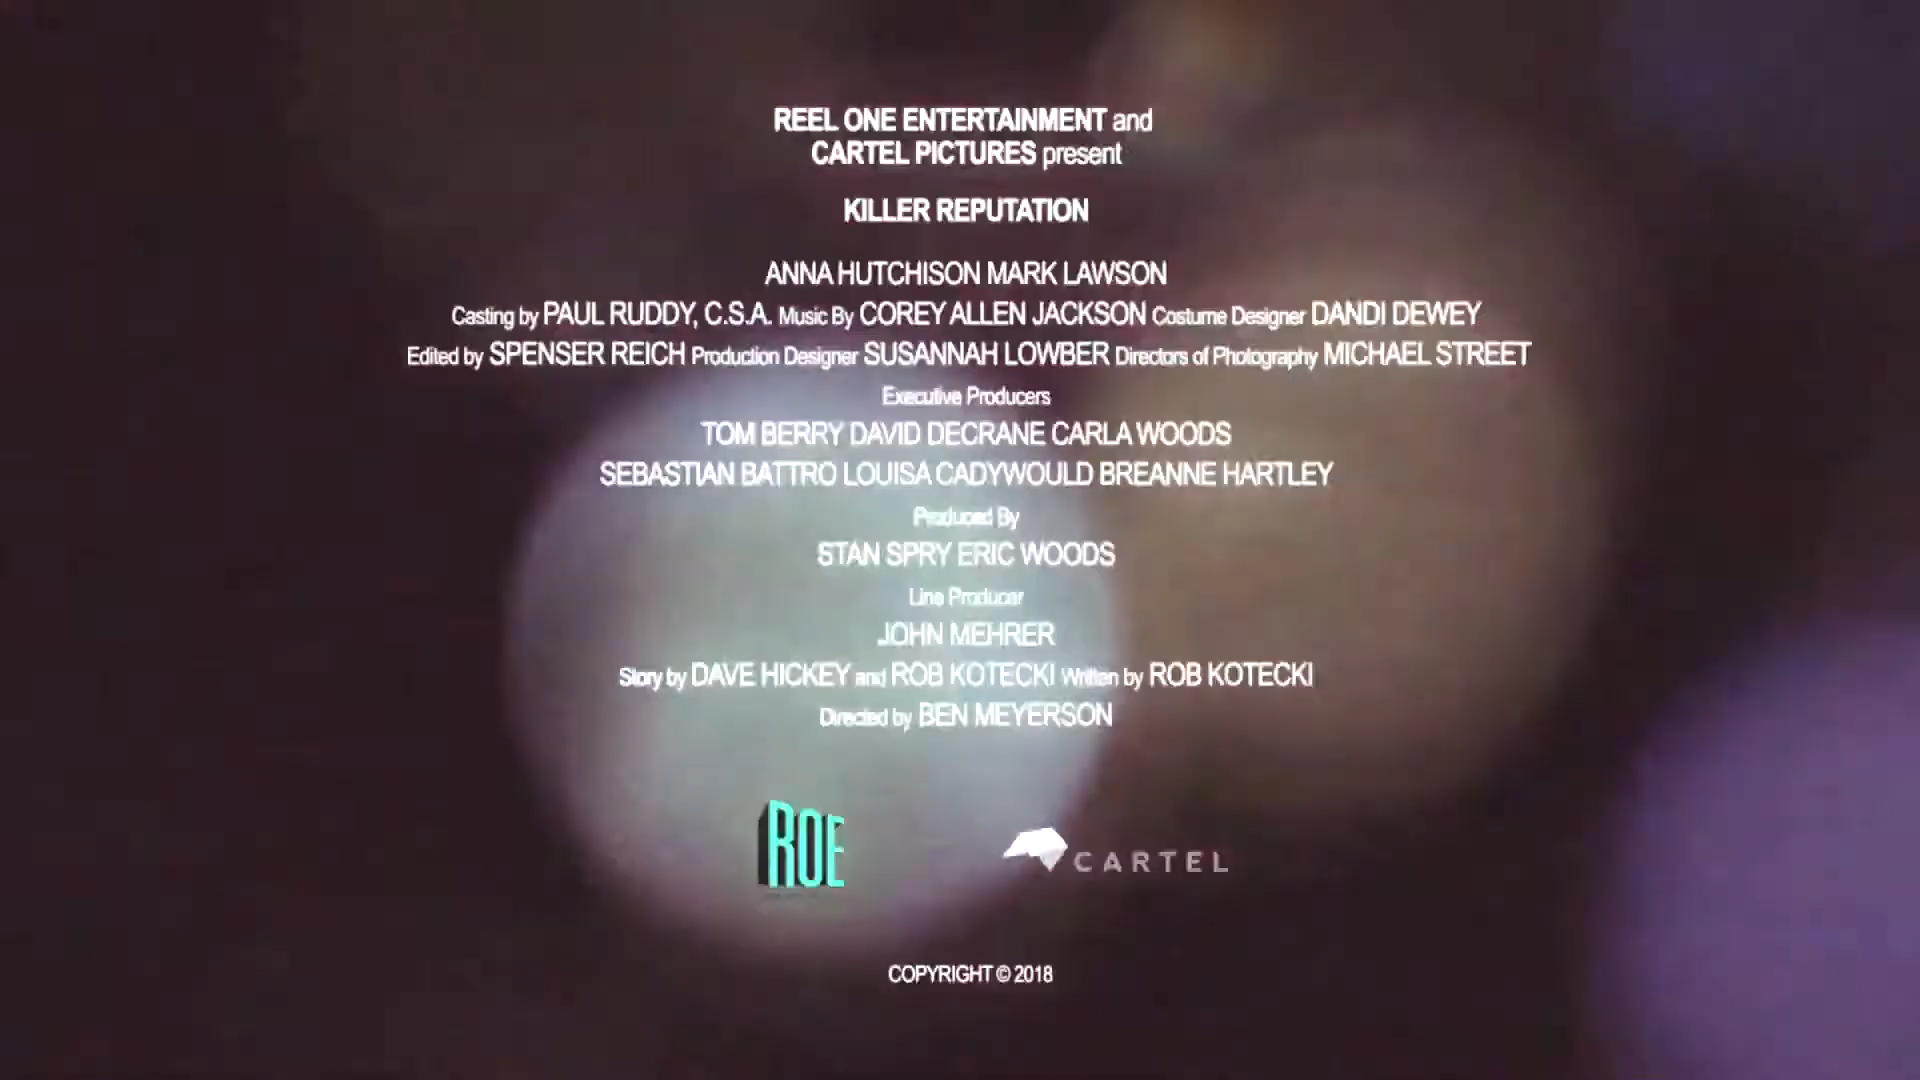 REEL ONE ENTERTAINMENT and
CARTEL PICTURES present
KILLER REPUTATION
ANNA HUTCHISON MARK LAWSON
Casting by PAUL RUDDY, C.S.A. Music By COREY ALLEN JACKSON Costume Designer DANDI DEWEY
Edited by SPENSER REICH Production Designer SUSANNAH LOWBER Directors of Photography MICHAEL STREET
Executive Producers
TOM BERRY DAVID DECRANE CARLA WOODS
SEBASTIAN BATTRO LOUISA CADYWOULD BREANNE HARTLEY
Produced By
STAN SPRY ERIC WOODS
Line Producer
JOHN MEHRER
Story by DAVE HICKEY and ROB KOTECKI Written by ROB KOTECKI
Directed by BEN MEYERSON
ROE
CARTEL
COPYRIGHT © 2018